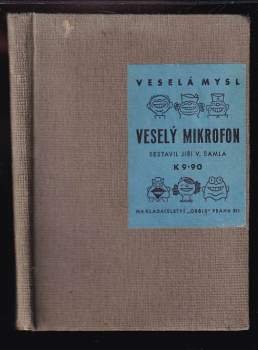 VESELÁ MYSL
VESELÝ MIKROFON
SESTAVIL JIŘÍ V. ŠAMLA
K 9·90
NAKLADATELSTVÍ „ORBIS" PRAHA XII